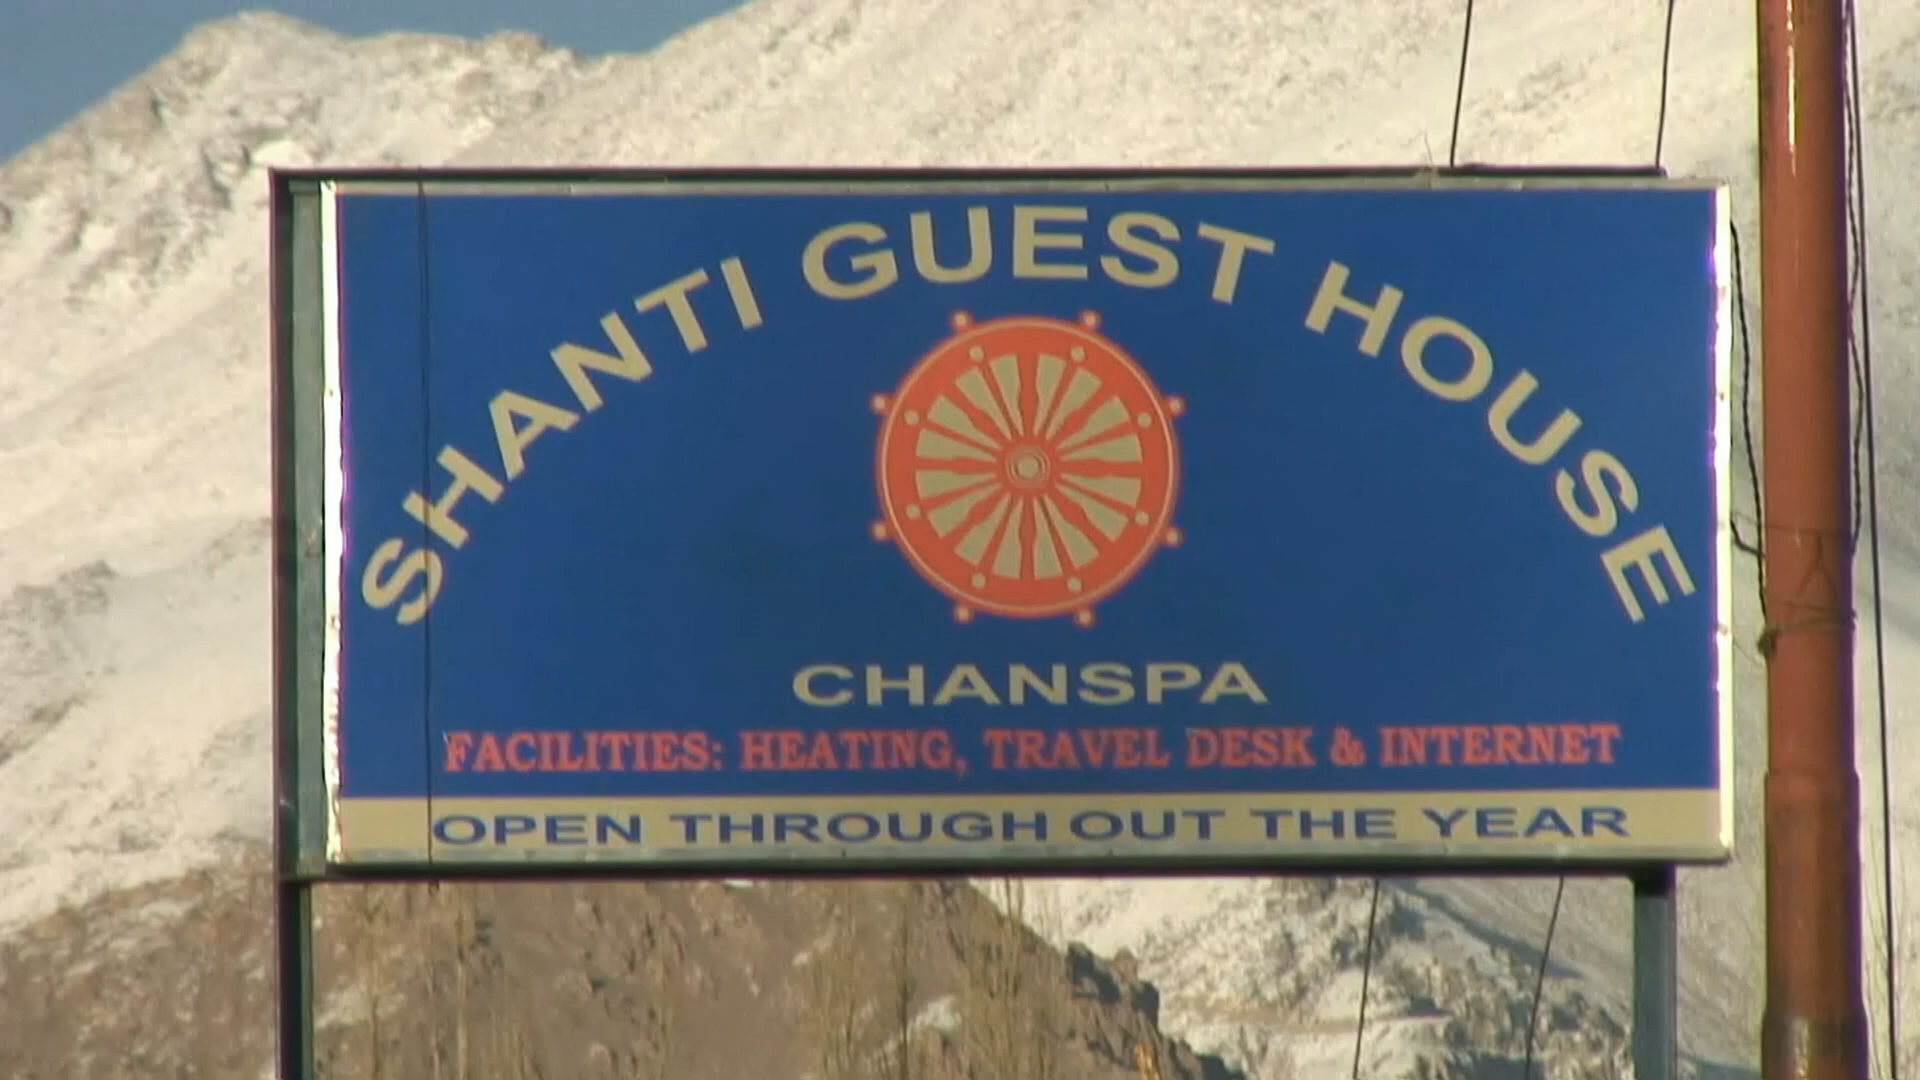 SHANTI GUEST HOUSE
CHANSPA
FACILITIES: HEATING, TRAVEL DESK & INTERNET
OPEN THROUGH OUT THE YEAR